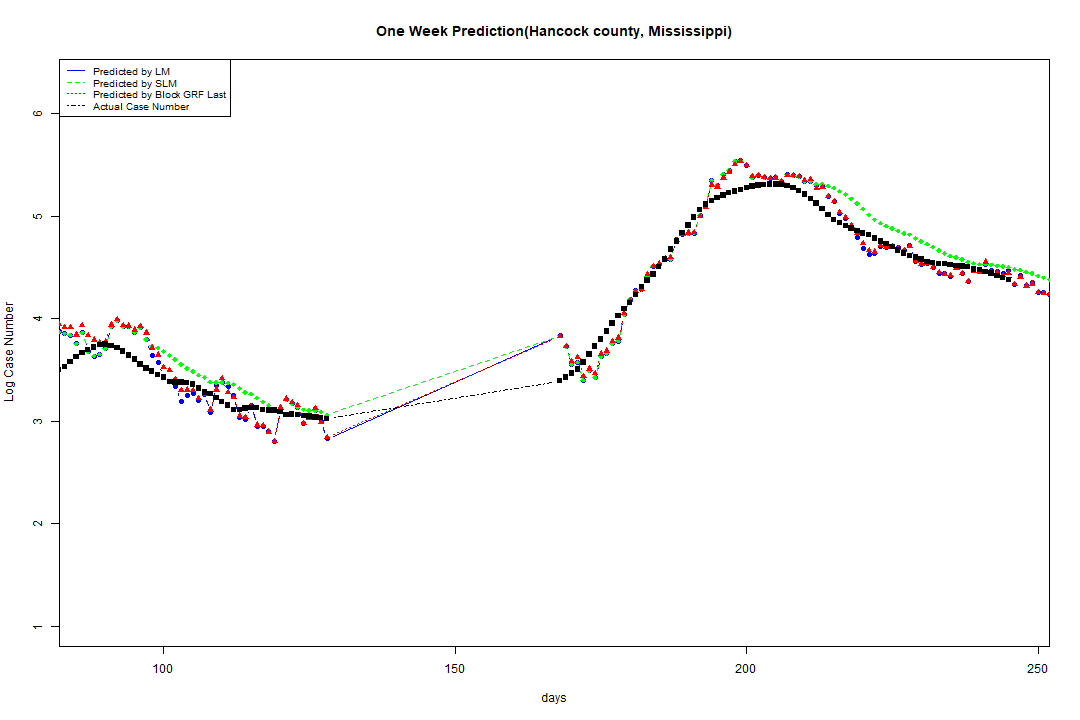 One Week Prediction(Hancock county, Mississippi)
Predicted by LM
Predicted by SLM
Predicted by Block GRF Last
Actual Case Number
6
5
4
3
2
1
Log Case Number
100 150 200 250
days